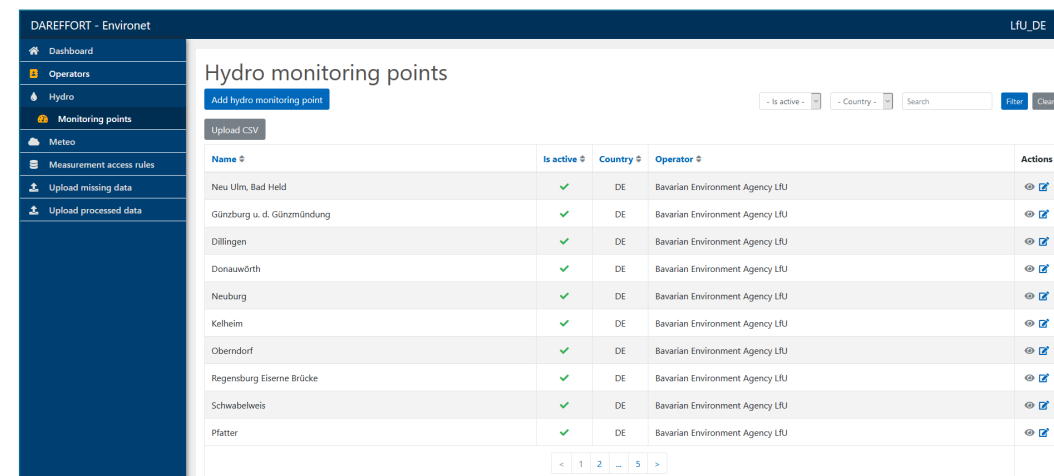 DAREFFORT - Environet
LfU_DE
Dashboard
Operators
Hydro
Monitoring points
Meteo
Measurement access rules
Upload missing data
Upload processed data
Hydro monitoring points
Add hydro monitoring point
- Is active - - Country - Search Filter Clear
Upload CSV
Name Is active Country Operator Actions
Neu Ulm, Bad Held DE Bavarian Environment Agency LfU
Günzburg u. d. Günzmündung DE Bavarian Environment Agency LfU
Dillingen DE Bavarian Environment Agency LfU
Donauwörth DE Bavarian Environment Agency LfU
Neuburg DE Bavarian Environment Agency LfU
Kelheim DE Bavarian Environment Agency LfU
Oberndorf DE Bavarian Environment Agency LfU
Regensburg Eiserne Brücke DE Bavarian Environment Agency LfU
Schwabelweis DE Bavarian Environment Agency LfU
Pfatter DE Bavarian Environment Agency LfU
< 1 2 ... 5 >